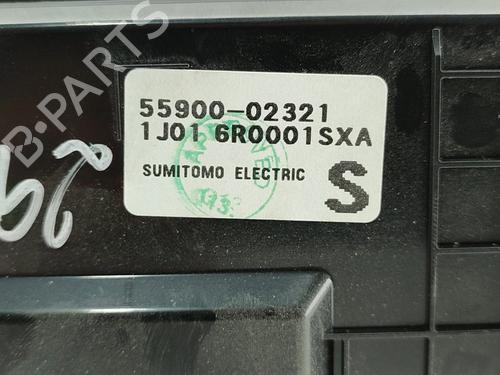 B-PARTS
55900-02321
1J01 6R0001SXA
SUMITOMO ELECTRIC
S